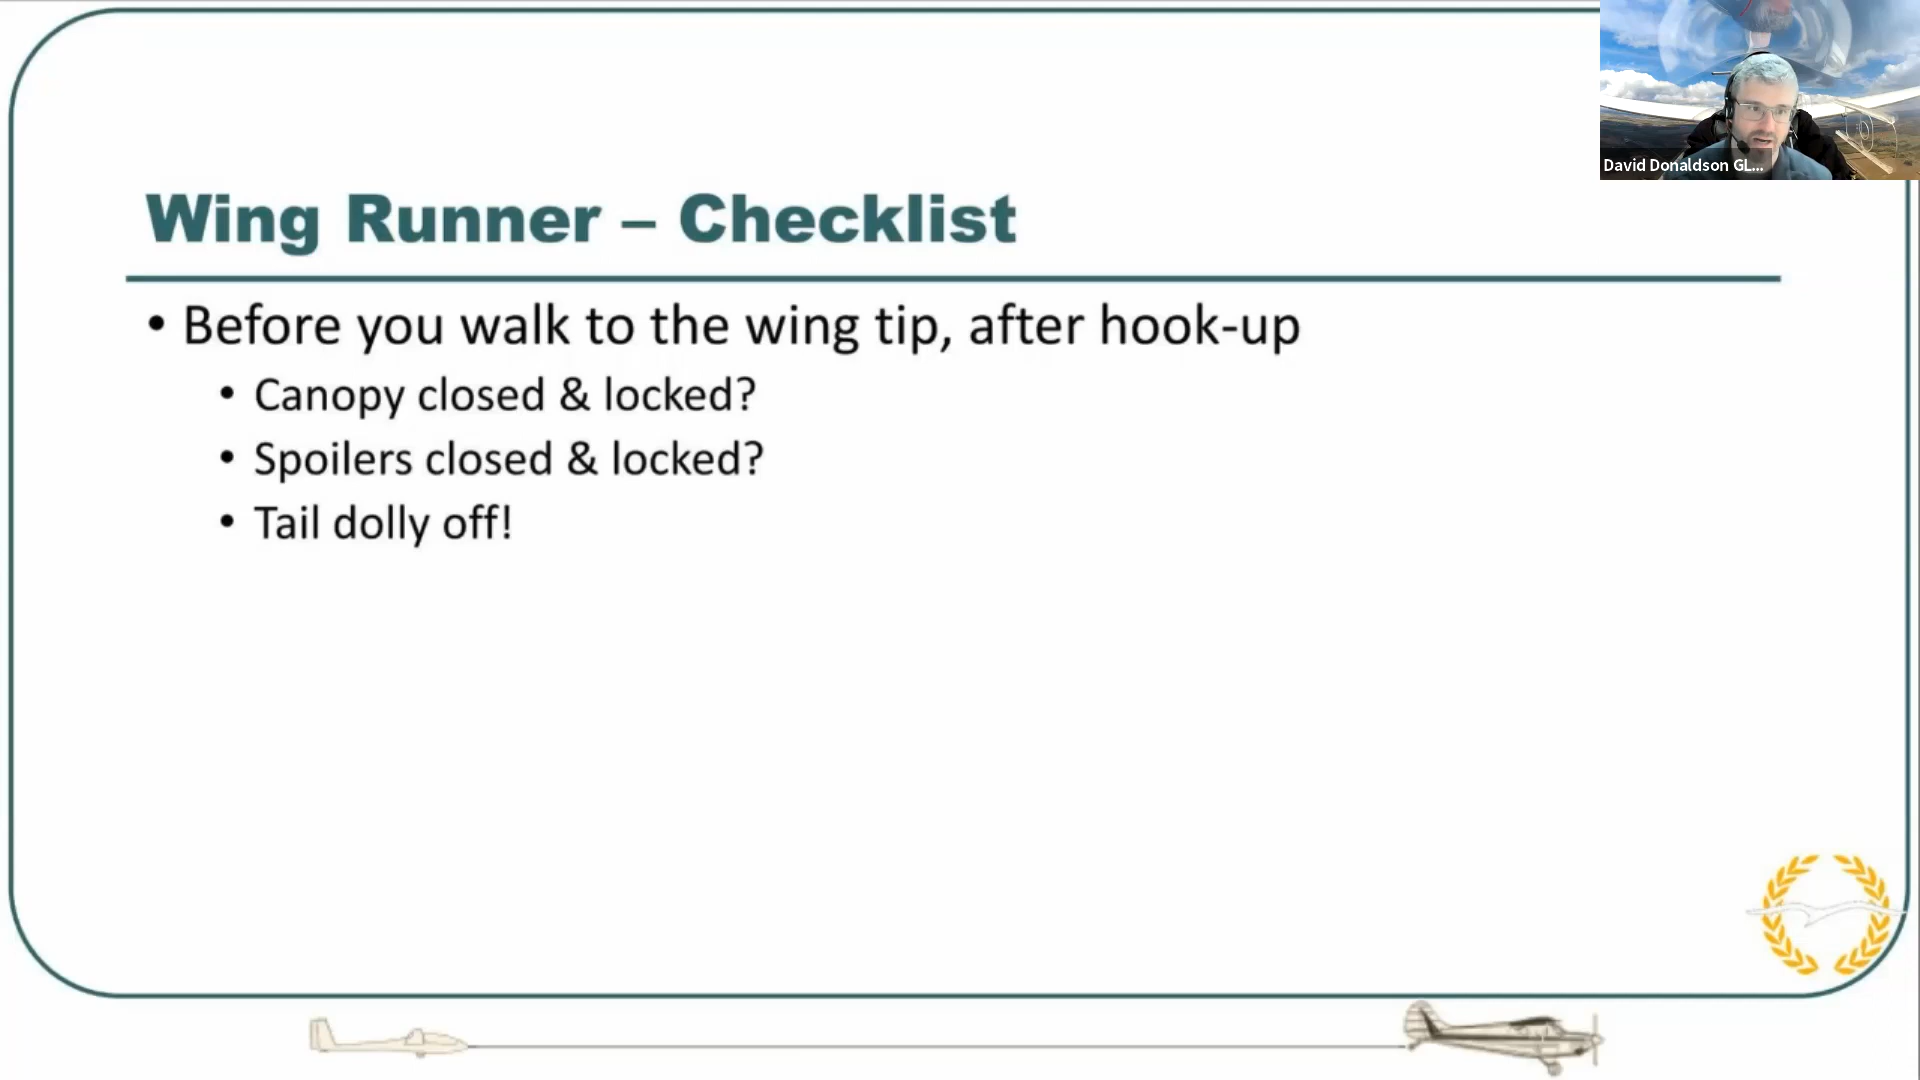 Wing Runner – Checklist
• Before you walk to the wing tip, after hook-up
• Canopy closed & locked?
• Spoilers closed & locked?
• Tail dolly off!
David Donaldson GL...